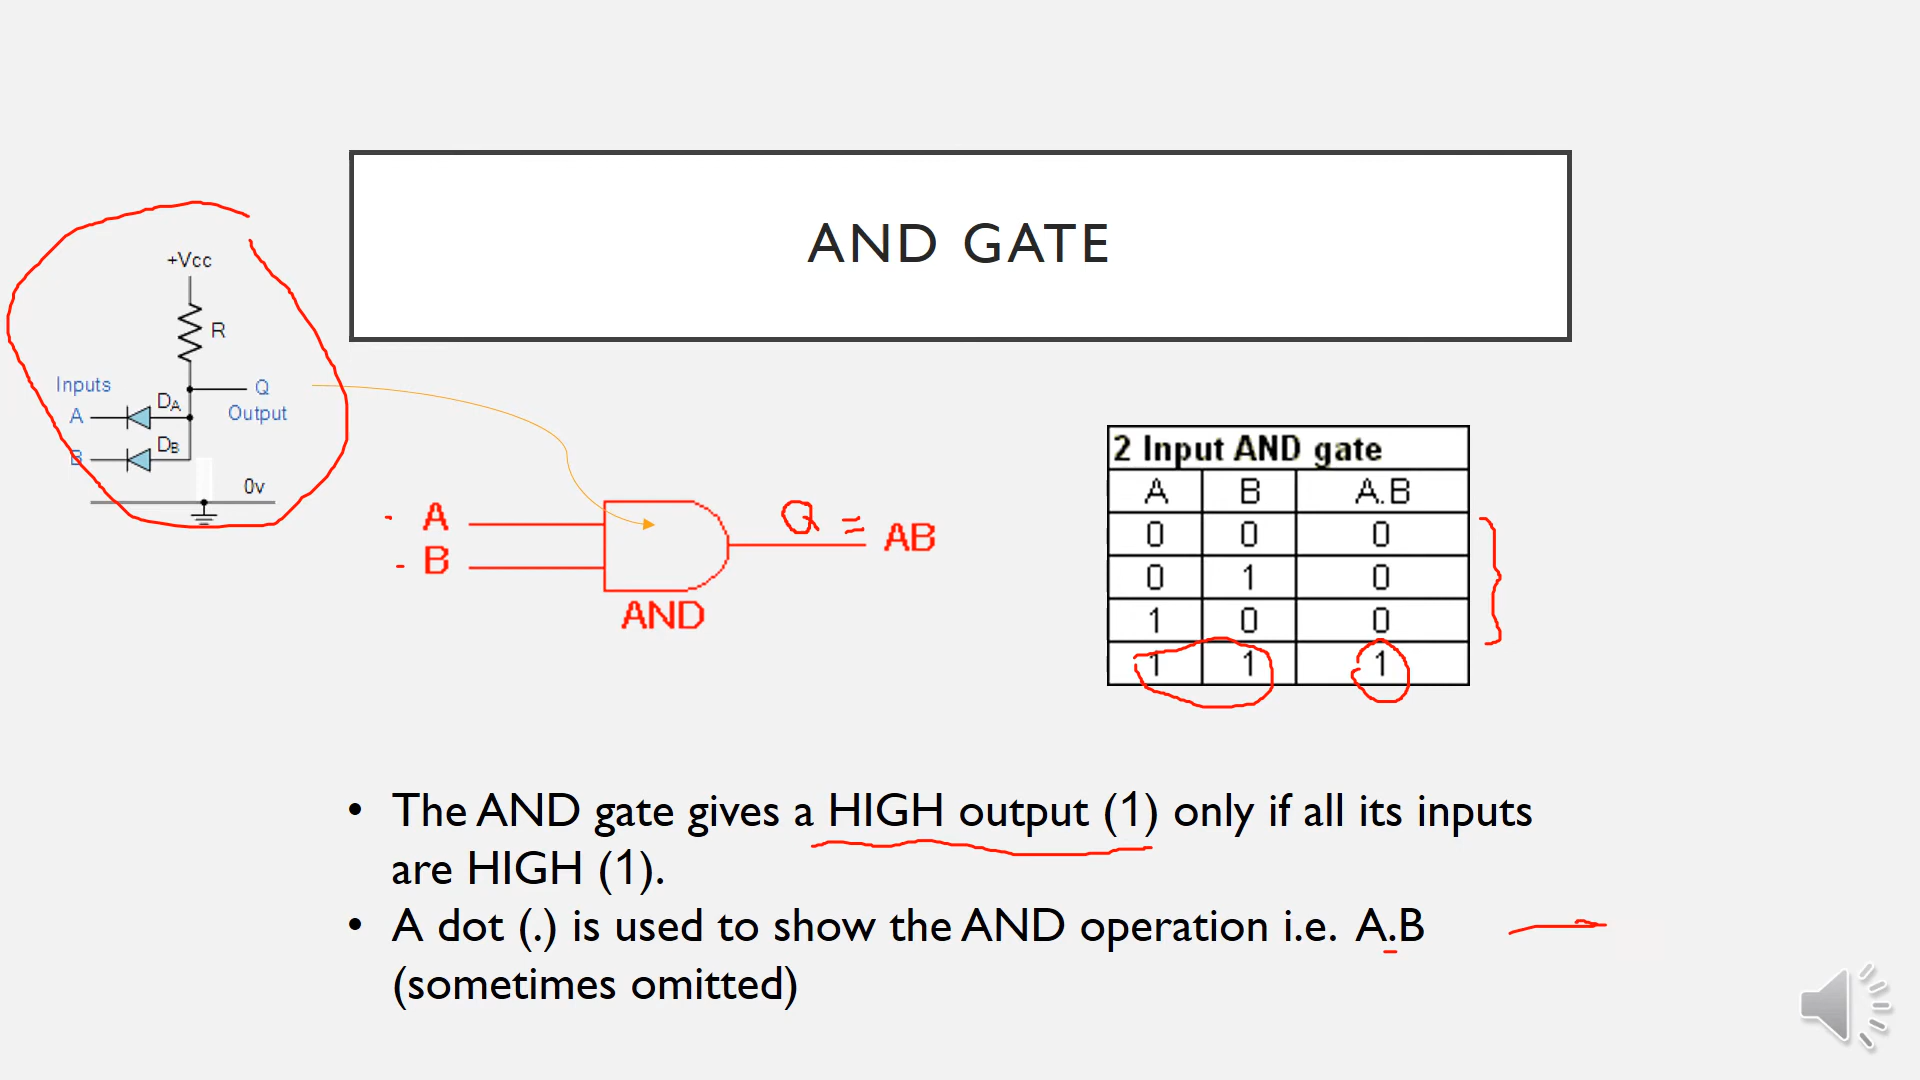 AND GATE
+Vcc
R
Inputs
Q
Output
A
DA
B
DB
0v
A
B
Q =
AB
AND
2 Input AND gate
A B A.B
0 0 0
0 1 0
1 0 0
1 1 1
• The AND gate gives a HIGH output (1) only if all its inputs
are HIGH (1).
• A dot (.) is used to show the AND operation i.e. A.B
(sometimes omitted)